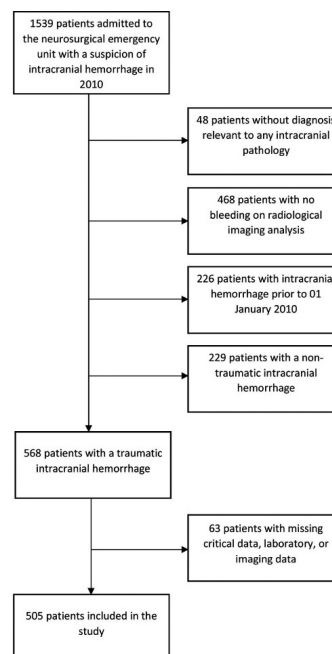 1539 patients admitted to
the neurosurgical emergency
unit with a suspicion of
intracranial hemorrhage in
2010
48 patients without diagnosis
relevant to any intracranial
pathology
468 patients with no
bleeding on radiological
imaging analysis
226 patients with intracranial
hemorrhage prior to 01
January 2010
229 patients with a non-
traumatic intracranial
hemorrhage
568 patients with a traumatic
intracranial hemorrhage
63 patients with missing
critical data, laboratory, or
imaging data
505 patients included in the
study